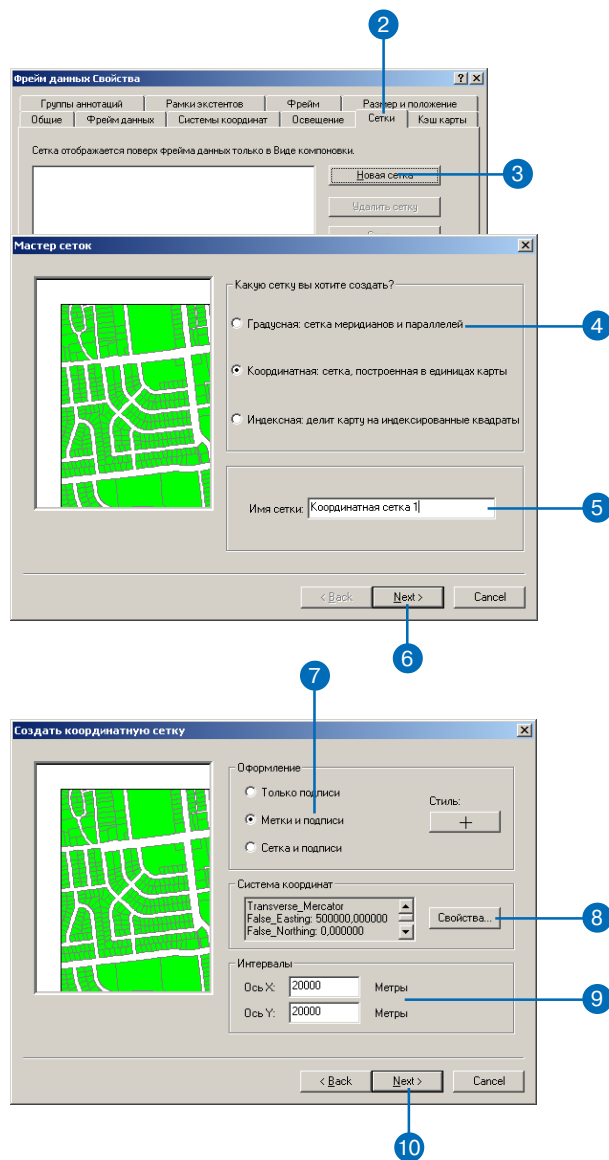 2
Фрейм данных Свойства
Группы аннотаций Рамки экстентов Фрейм Размер и положение
Общие Фрейм данных Системы координат Освещение Сетки Кэш карты
Сетка отображается поверх фрейма данных только в Виде компоновки.
Новая сетка
3
Удалить сетку
Мастер сеток
Какую сетку вы хотите создать?
Градусная: сетка меридианов и параллелей
4
Координатная: сетка, построенная в единицах карты
Индексная: делит карту на индексированные квадраты
Имя сетки: Координатная сетка 1
5
< Back Next > Cancel
6
7
Создать координатную сетку
Оформление
Только подписи
Стиль:
Метки и подписи
Сетка и подписи
Система координат
Transverse_Mercator
False_Easting: 500000,000000
False_Northing: 0,000000
Свойства...
8
Интервалы
Ось X: 20000 Метры
9
Ось Y: 20000 Метры
< Back Next > Cancel
10